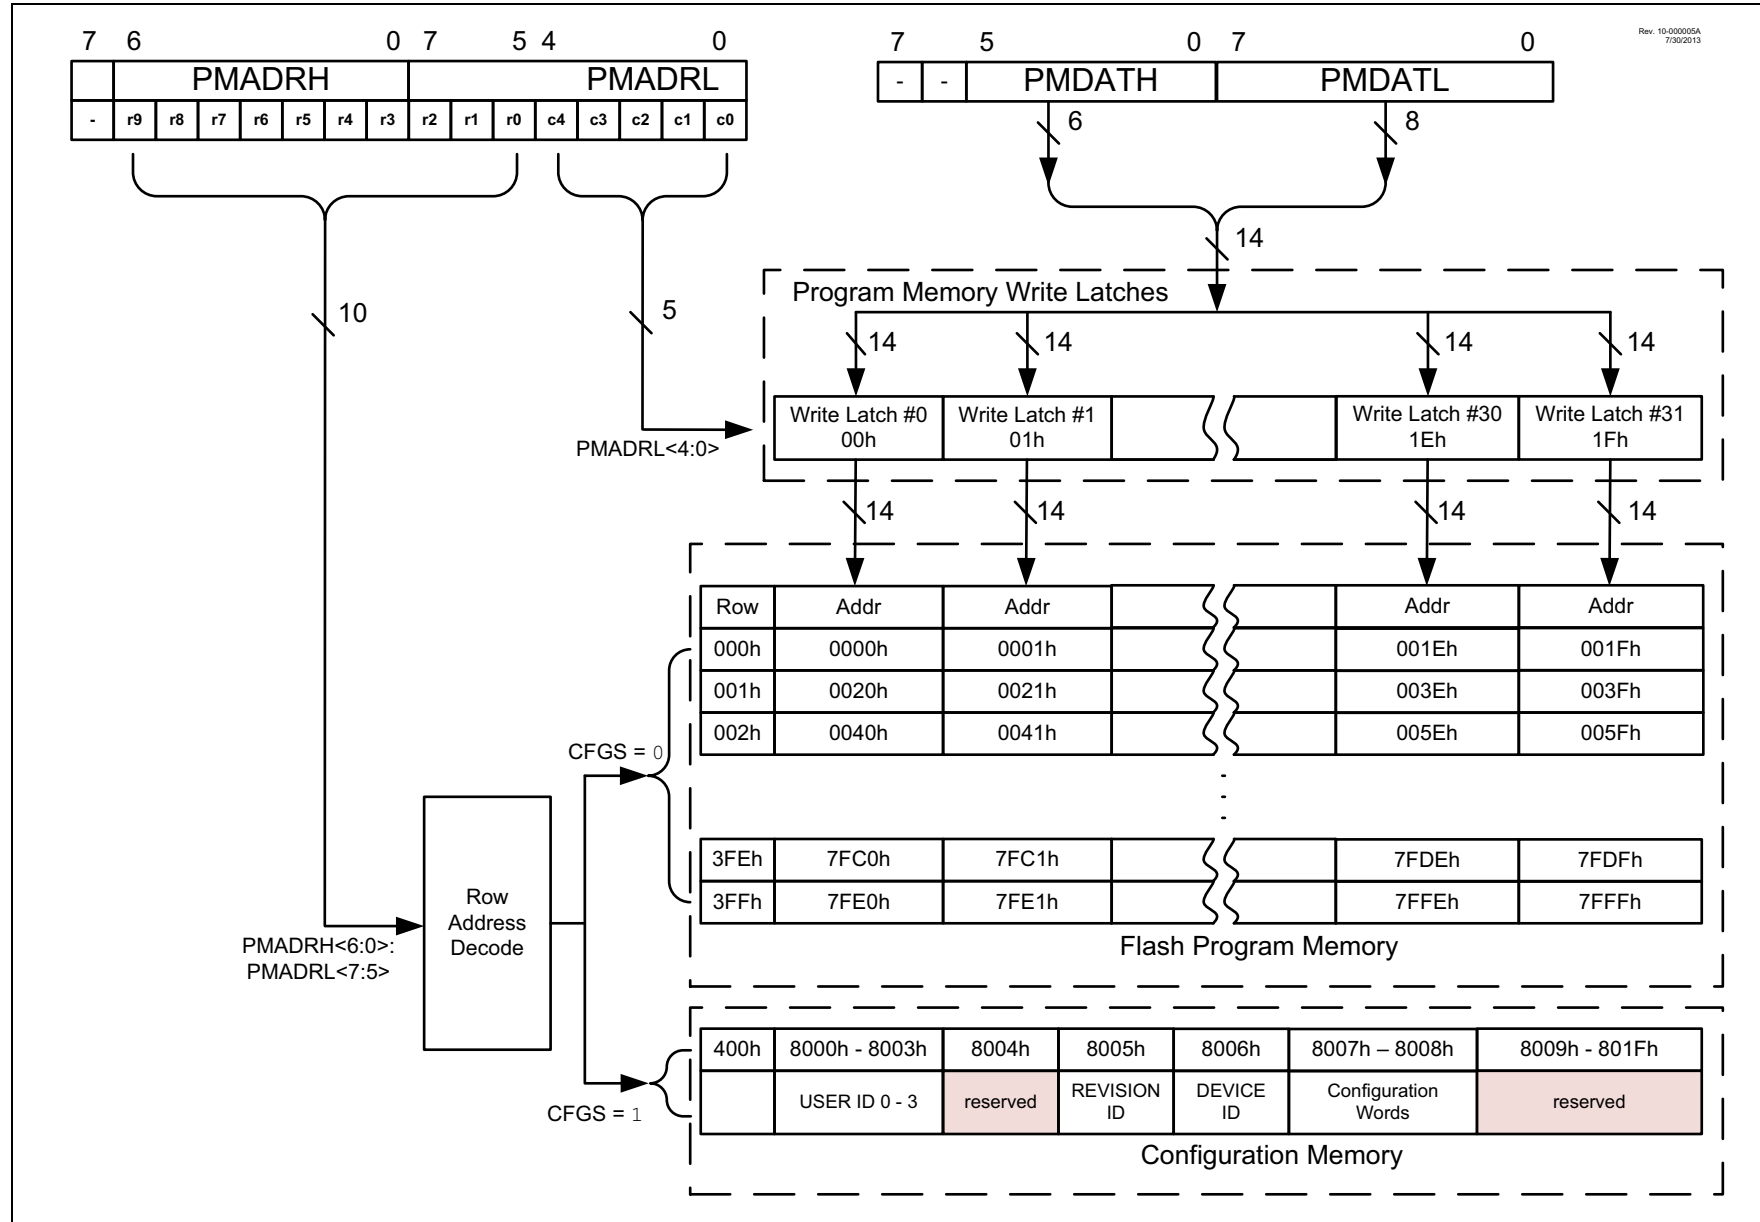 7 6 0 7 5 4 0
7 5 0 7 0
Rev. 10-000005A
7/30/2013
PMADRH PMADRL
- - PMDATH PMDATL
- r9 r8 r7 r6 r5 r4 r3 r2 r1 r0 c4 c3 c2 c1 c0
6 8
14
10 5
Program Memory Write Latches
14 14 14 14
Write Latch #0 Write Latch #1 Write Latch #30 Write Latch #31
00h 01h 1Eh 1Fh
PMADRL<4:0>
14 14 14 14
Row Addr Addr Addr Addr
000h 0000h 0001h 001Eh 001Fh
001h 0020h 0021h 003Eh 003Fh
002h 0040h 0041h 005Eh 005Fh
CFGS = 0
3FEh 7FC0h 7FC1h 7FDEh 7FDFh
3FFh 7FE0h 7FE1h 7FFEh 7FFFh
Row
Address
Decode
PMADRH<6:0>:
PMADRL<7:5>
Flash Program Memory
400h 8000h - 8003h 8004h 8005h 8006h 8007h – 8008h 8009h - 801Fh
USER ID 0 - 3 reserved REVISION ID DEVICE ID Configuration Words reserved
CFGS = 1
Configuration Memory